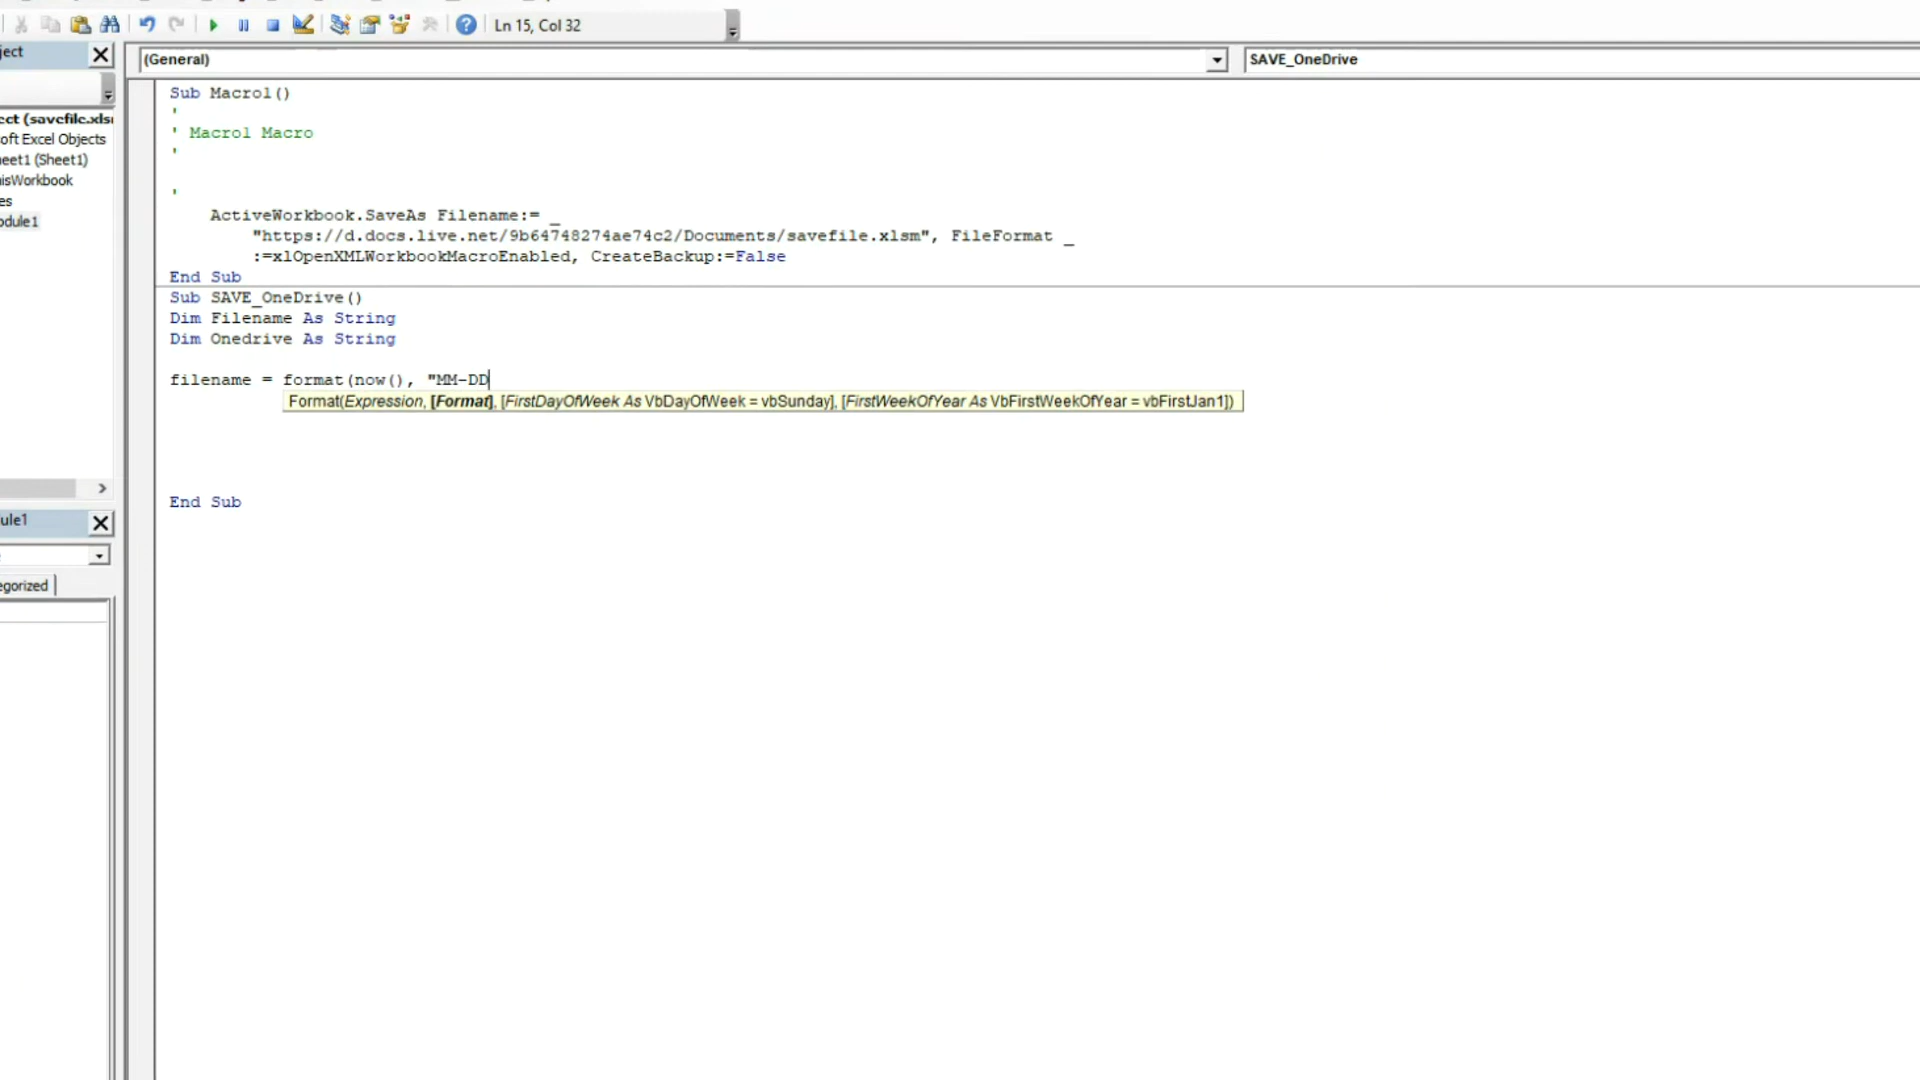 Ln 15, Col 32
ject
(General)
SAVE_OneDrive
ect (savefile.xls
oft Excel Objects
eet1 (Sheet1)
isWorkbook
es
odule1
ule1
egorized
Sub Macro1()
'
' Macro1 Macro
'
'
ActiveWorkbook.SaveAs Filename:= _
"https://d.docs.live.net/9b64748274ae74c2/Documents/savefile.xlsm", FileFormat _
:=xlOpenXMLWorkbookMacroEnabled, CreateBackup:=False
End Sub
Sub SAVE_OneDrive()
Dim Filename As String
Dim Onedrive As String
filename = format(now(), "MM-DD
Format(Expression, [Format], [FirstDayOfWeek As VbDayOfWeek = vbSunday], [FirstWeekOfYear As VbFirstWeekOfYear = vbFirstJan1])
End Sub